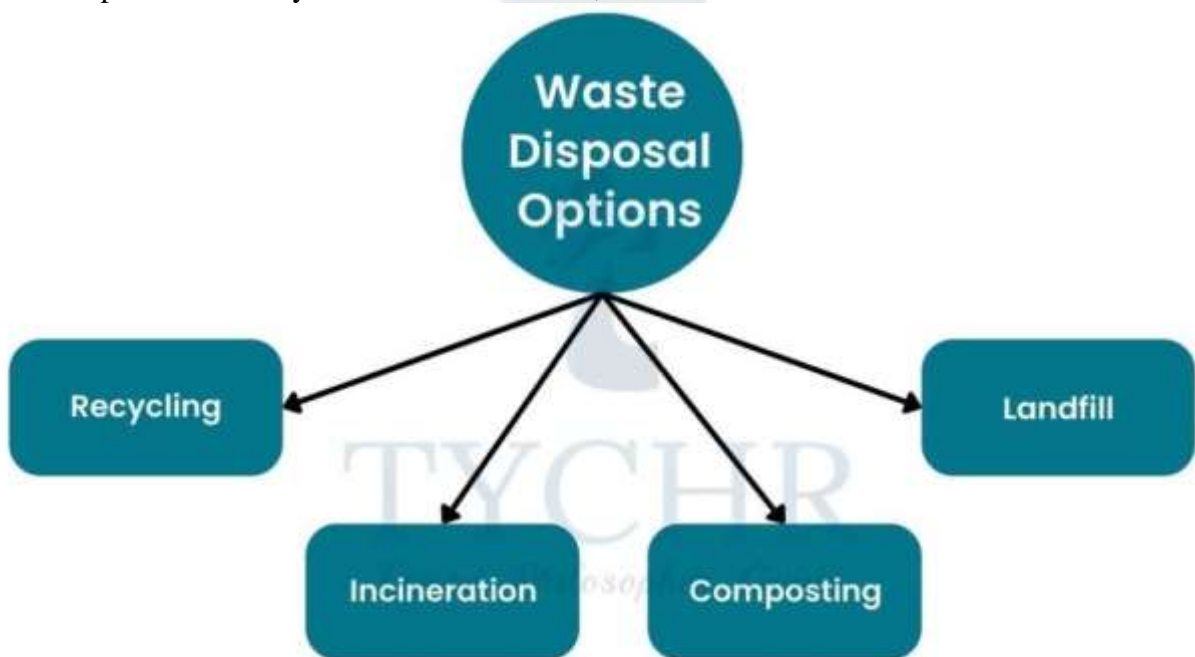 Waste
Disposal
Options
Recycling
Landfill
TYCHR
Incineration
Composting